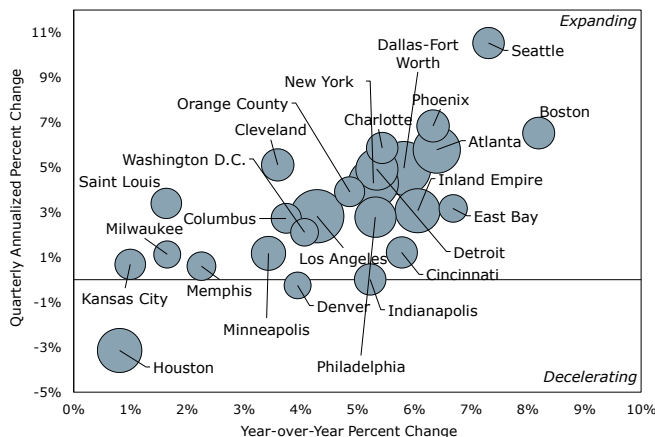 Expanding
11%
9%
7%
5%
3%
1%
-1%
-3%
-5%
Quarterly Annualized Percent Change
Dallas-Fort
Worth
Seattle
New York
Orange County
Phoenix
Boston
Cleveland
Charlotte
Washington D.C.
Atlanta
Saint Louis
Inland Empire
Columbus
East Bay
Milwaukee
Los Angeles
Detroit
Cincinnati
Kansas City
Memphis
Denver
Indianapolis
Minneapolis
Philadelphia
Houston
Decelerating
0%
1%
2%
3%
4%
5%
6%
7%
8%
9%
10%
Year-over-Year Percent Change